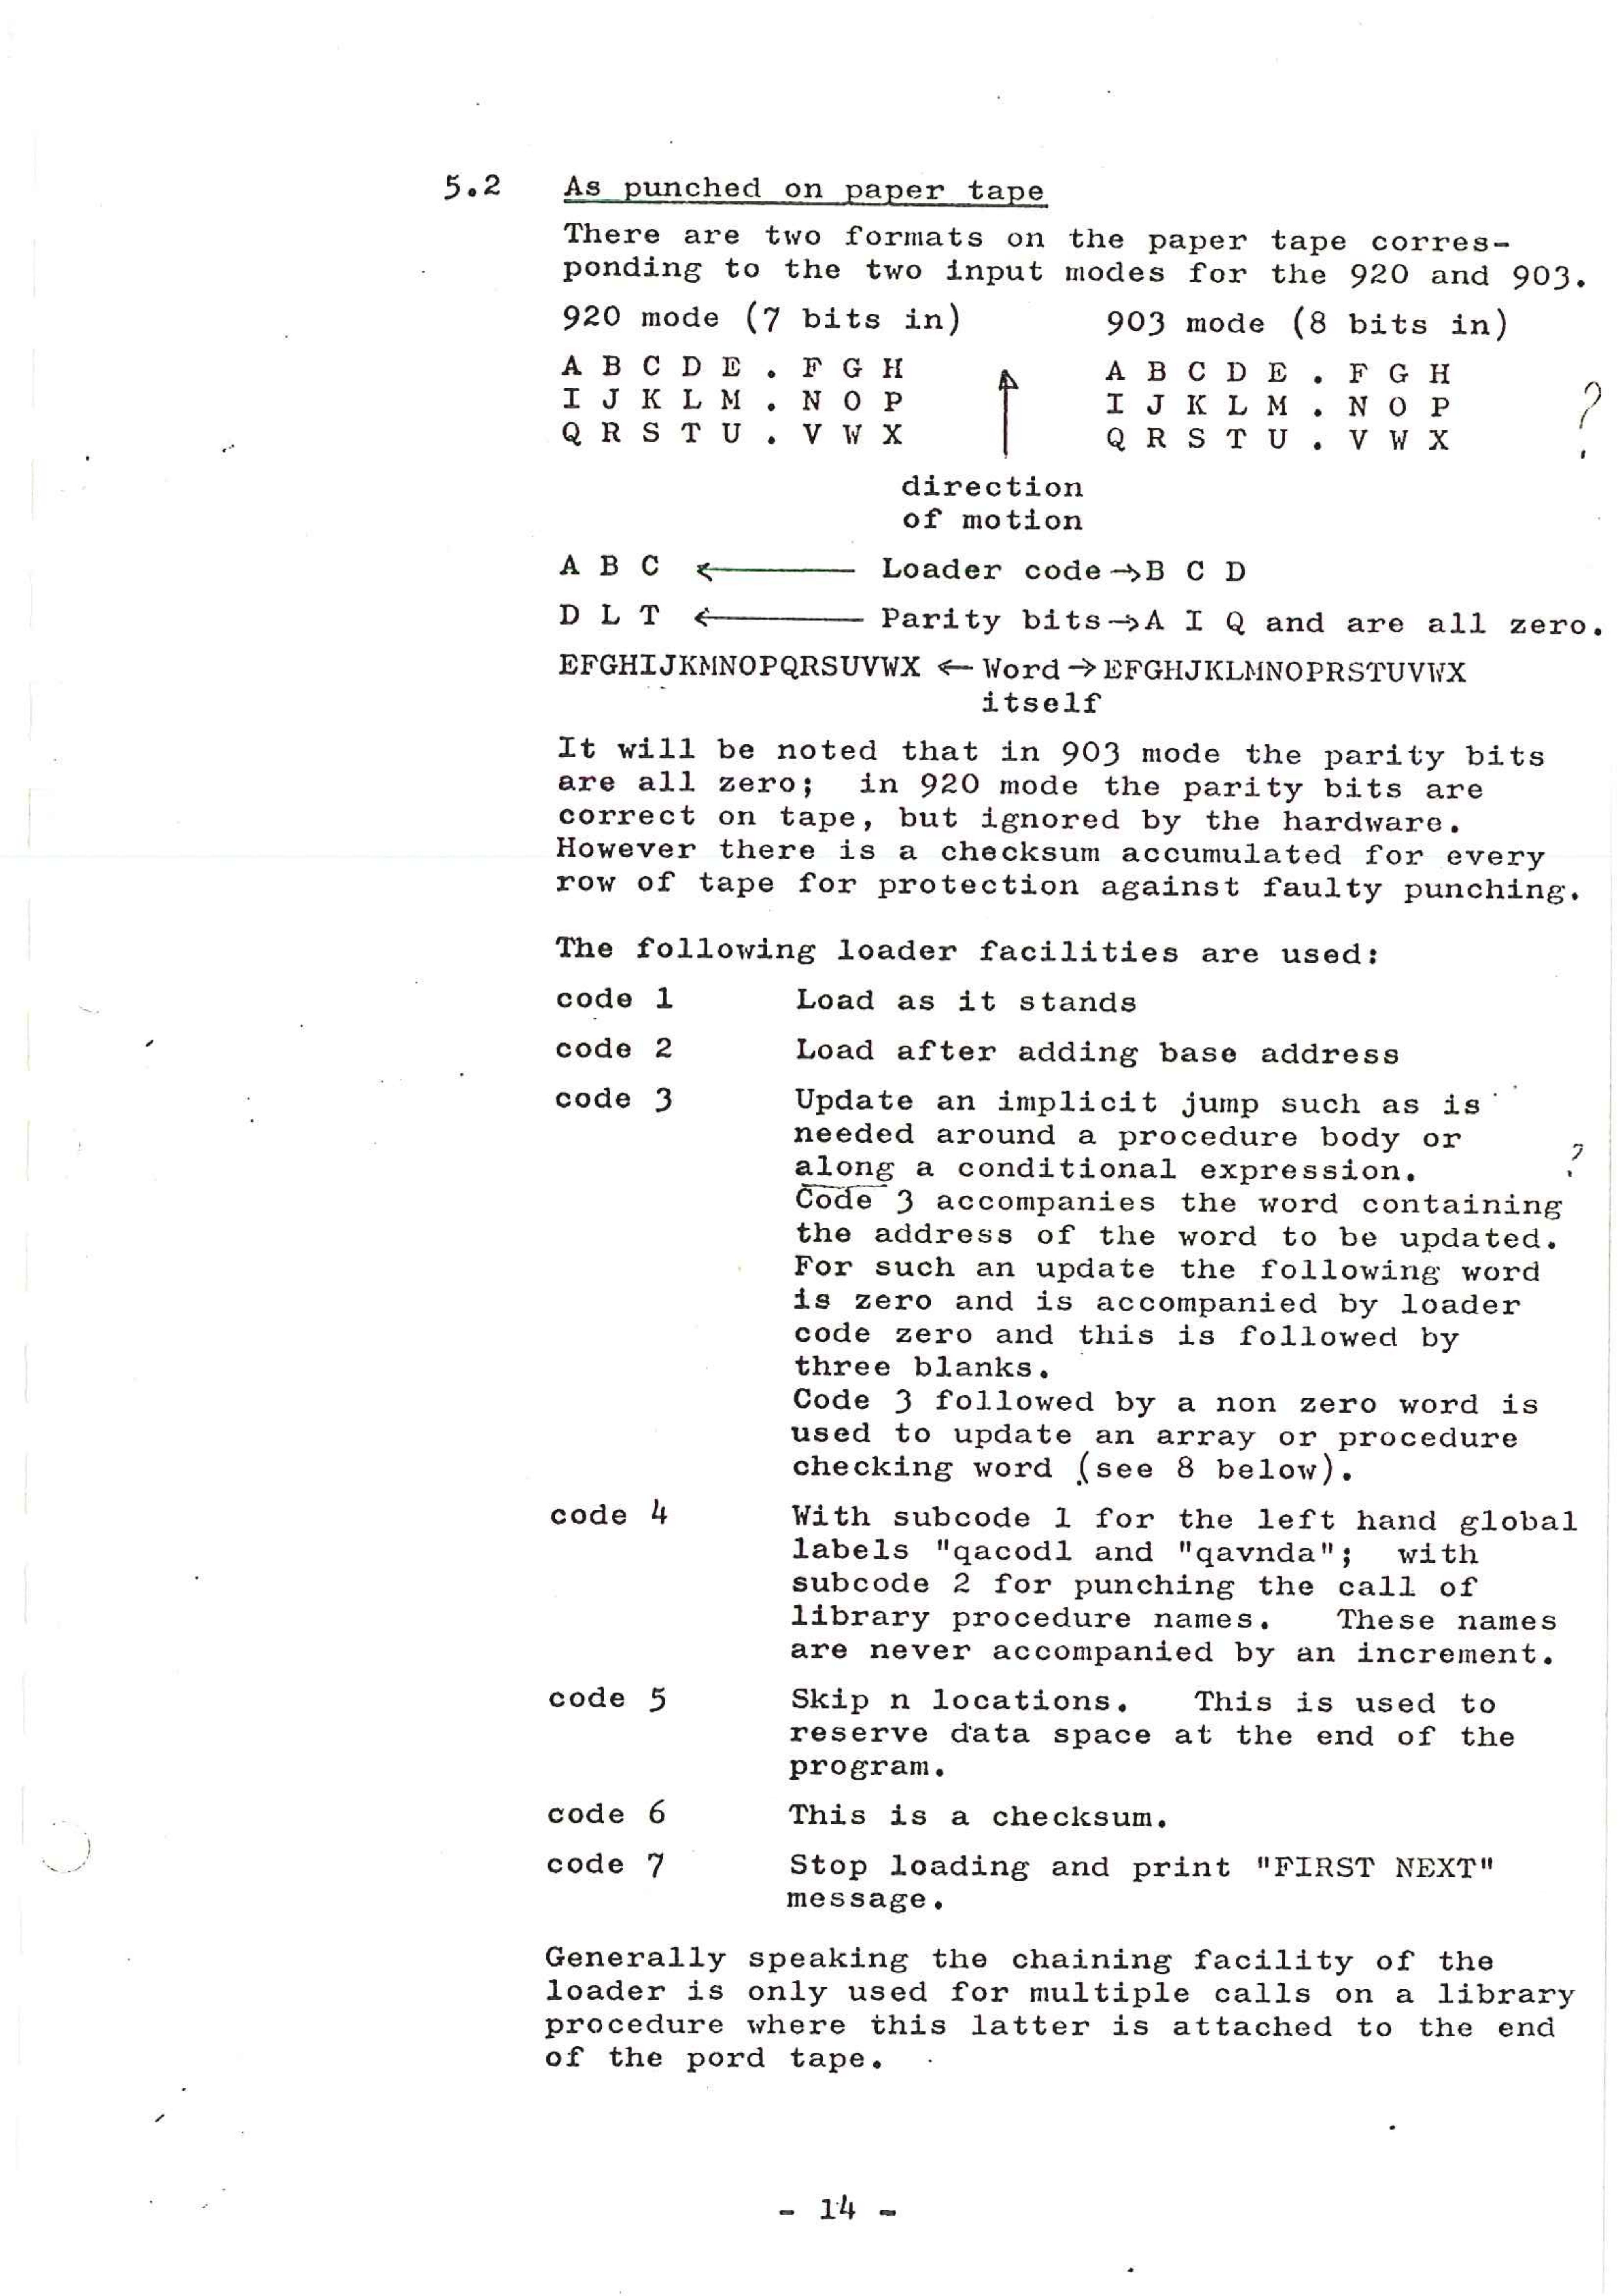 5.2 As punched on paper tape
There are two formats on the paper tape corres-
ponding to the two input modes for the 920 and 903.
920 mode (7 bits in) 903 mode (8 bits in)
A B C D E . F G H A B C D E . F G H
I J K L M . N O P I J K L M . N O P ?
Q R S T U . V W X Q R S T U . V W X
direction
of motion
A B C ← Loader code → B C D
D L T ← Parity bits → A I Q and are all zero.
EFGHIJKMNOPQRSUVWX ← Word → EFGHJKLMNOPRSTUVWX
itself
It will be noted that in 903 mode the parity bits
are all zero; in 920 mode the parity bits are
correct on tape, but ignored by the hardware.
However there is a checksum accumulated for every
row of tape for protection against faulty punching.
The following loader facilities are used:
code 1 Load as it stands
code 2 Load after adding base address
code 3 Update an implicit jump such as is
needed around a procedure body or
along a conditional expression. ?
Code 3 accompanies the word containing
the address of the word to be updated.
For such an update the following word
is zero and is accompanied by loader
code zero and this is followed by
three blanks.
Code 3 followed by a non zero word is
used to update an array or procedure
checking word (see 8 below).
code 4 With subcode 1 for the left hand global
labels "qacodl and "qavnda"; with
subcode 2 for punching the call of
library procedure names. These names
are never accompanied by an increment.
code 5 Skip n locations. This is used to
reserve data space at the end of the
program.
code 6 This is a checksum.
code 7 Stop loading and print "FIRST NEXT"
message.
Generally speaking the chaining facility of the
loader is only used for multiple calls on a library
procedure where this latter is attached to the end
of the pord tape.
- 14 -